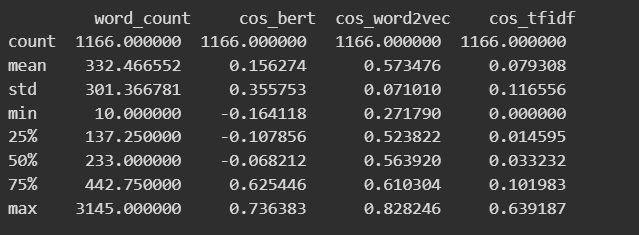 word_count cos_bert cos_word2vec cos_tfidf
count 1166.000000 1166.000000 1166.000000 1166.000000
mean 332.466552 0.156274 0.573476 0.079308
std 301.366781 0.355753 0.071010 0.116556
min 10.000000 -0.164118 0.271790 0.000000
25% 137.250000 -0.107856 0.523822 0.014595
50% 233.000000 -0.068212 0.563920 0.033232
75% 442.750000 0.625446 0.610304 0.101983
max 3145.000000 0.736383 0.828246 0.639187